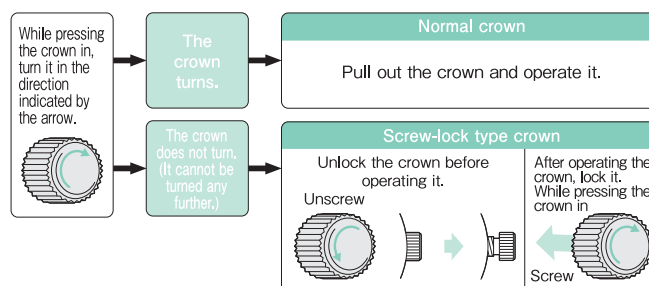 While pressing
the crown in,
turn it in the
direction
indicated by
the arrow.
The
crown
turns.
Normal crown
Pull out the crown and operate it.
The crown
does not turn.
(It cannot be
turned any
further.)
Screw-lock type crown
Unlock the crown before
operating it.
Unscrew
After operating the
crown, lock it.
While pressing the
crown in
Screw